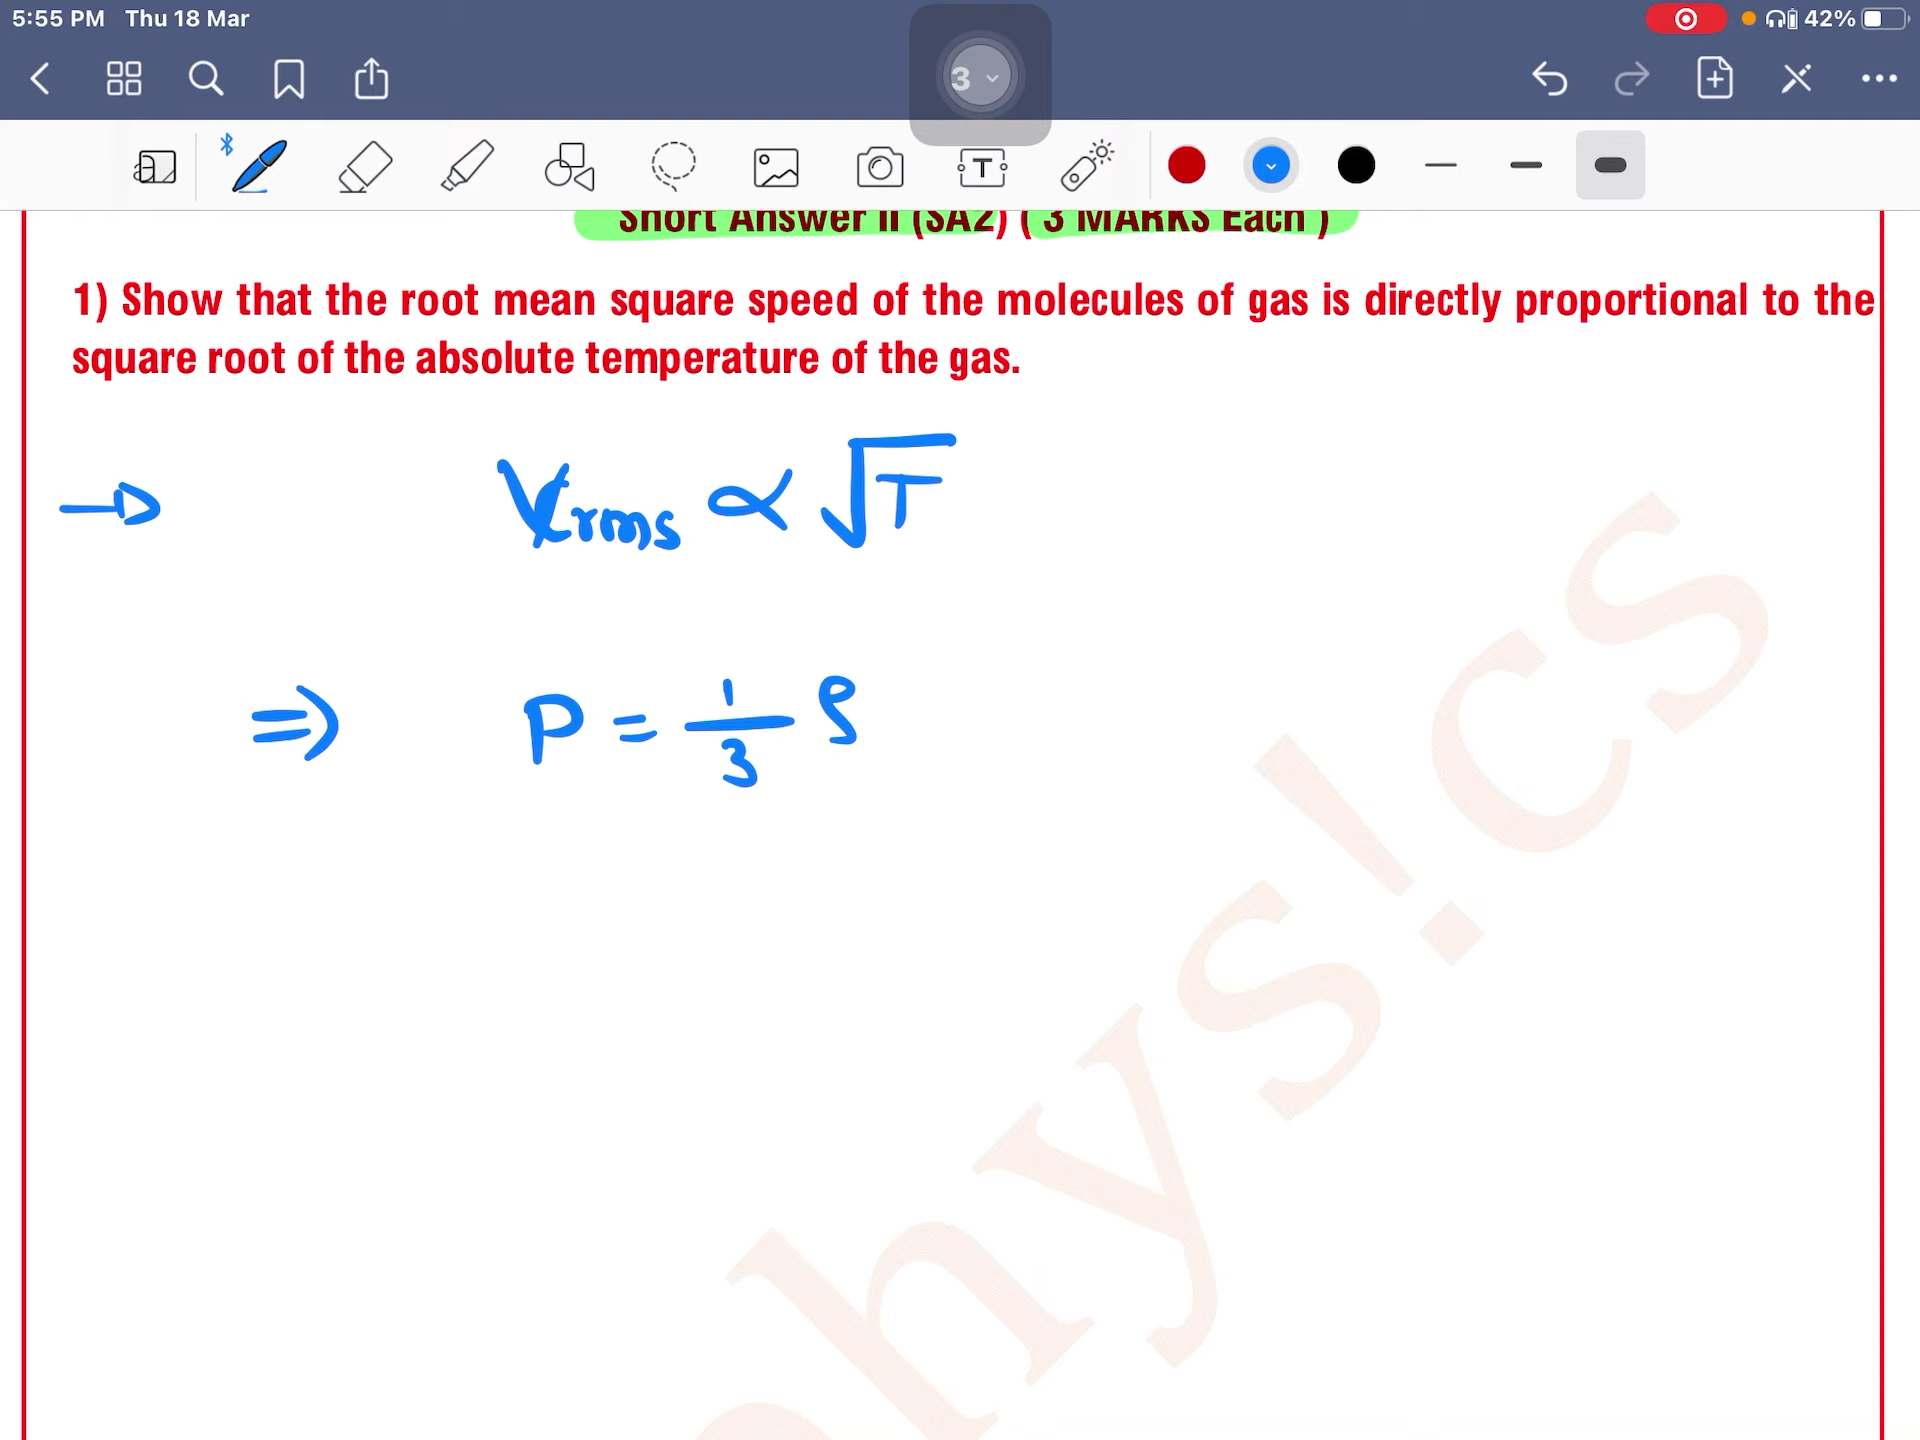 5:55 PM Thu 18 Mar
42%
3
T
Short Answer II (SA2) ( 3 MARKS Each )
1) Show that the root mean square speed of the molecules of gas is directly proportional to the
square root of the absolute temperature of the gas.
Vrms ∝ √T
⇒ P = 1/3 ρ
hys!cs